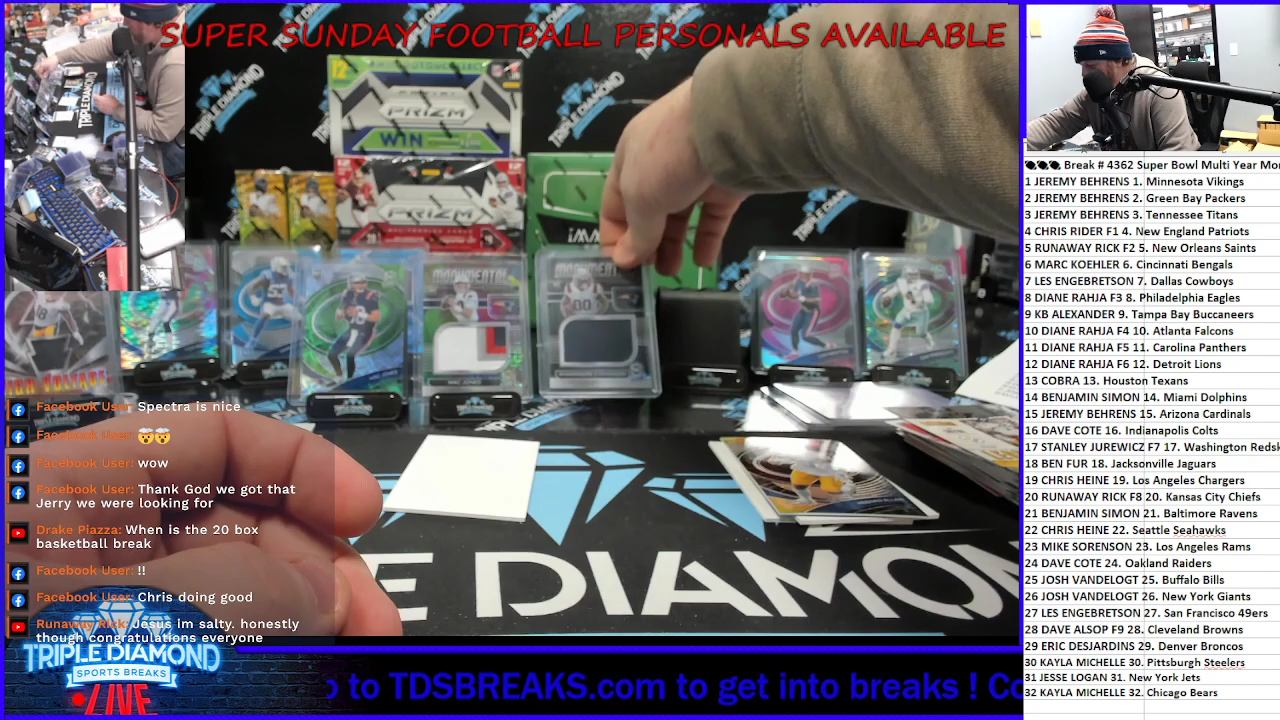 SUPER SUNDAY FOOTBALL PERSONALS AVAILABLE
TRIPLE DIAMOND
PRIZM
WIN
PRIZM
MONUMENTAL
MONUMENTAL
00
MAC JONES
E DIAMON
Facebook User: Spectra is nice
Facebook User: 🤯🤯
Facebook User: wow
Facebook User: Thank God we got that
Jerry we were looking for
Drake Piazza: When is the 20 box
basketball break
Facebook User: !!
Facebook User: Chris doing good
Runaway Rick: Jesus im salty. honestly
though congratulations everyone
TRIPLE DIAMOND
SPORTS BREAKS
LIVE
o to TDSBREAKS.com to get into breaks ! Co
Break # 4362 Super Bowl Multi Year Mo
1 JEREMY BEHRENS 1. Minnesota Vikings
2 JEREMY BEHRENS 2. Green Bay Packers
3 JEREMY BEHRENS 3. Tennesee Titans
4 CHRIS RIDER F1 4. New England Patriots
5 RUNAWAY RICK F2 5. New Orleans Saints
6 MARC KOEHLER 6. Cincinnati Bengals
7 LES ENGEBRETSON 7. Dallas Cowboys
8 DIANE RAHJA F3 8. Philadelphia Eagles
9 KB ALEXANDER 9. Tampa Bay Buccaneers
10 DIANE RAHJA F4 10. Atlanta Falcons
11 DIANE RAHJA F5 11. Carolina Panthers
12 DIANE RAHJA F6 12. Detroit Lions
13 COBRA 13. Houston Texans
14 BENJAMIN SIMON 14. Miami Dolphins
15 JEREMY BEHRENS 15. Ariznoa Cardinals
16 DAVE COTE 16. Indianapolis Colts
17 STANLEY JUREWICZ F7 17. Washington Redsk
18 BEN FUR 18. Jacksonville Jaguars
19 CHRIS HEINE 19. Los Angeles Chargers
20 RUNAWAY RICK F8 20. Kansas City Chiefs
21 BENJAMIN SIMON 21. Baltimore Ravens
22 CHRIS HEINE 22. Seattle Seahawks
23 MIKE SORENSON 23. Los Angeles Rams
24 DAVE COTE 24. Oakland Raiders
25 JOSH VANDELOGT 25. Buffalo Bills
26 JOSH VANDELOGT 26. New York Giants
27 LES ENGEBRETSON 27. San Francisco 49ers
28 DAVE ALSOP F9 28. Cleveland Browns
29. Denver Broncos
30 KAYLA MICHELLE 30. Pittsburgh Steelers
31 JESSE LOGAN 31. New York Jets
32 KAYLA MICHELLE 32. Chicago Bears